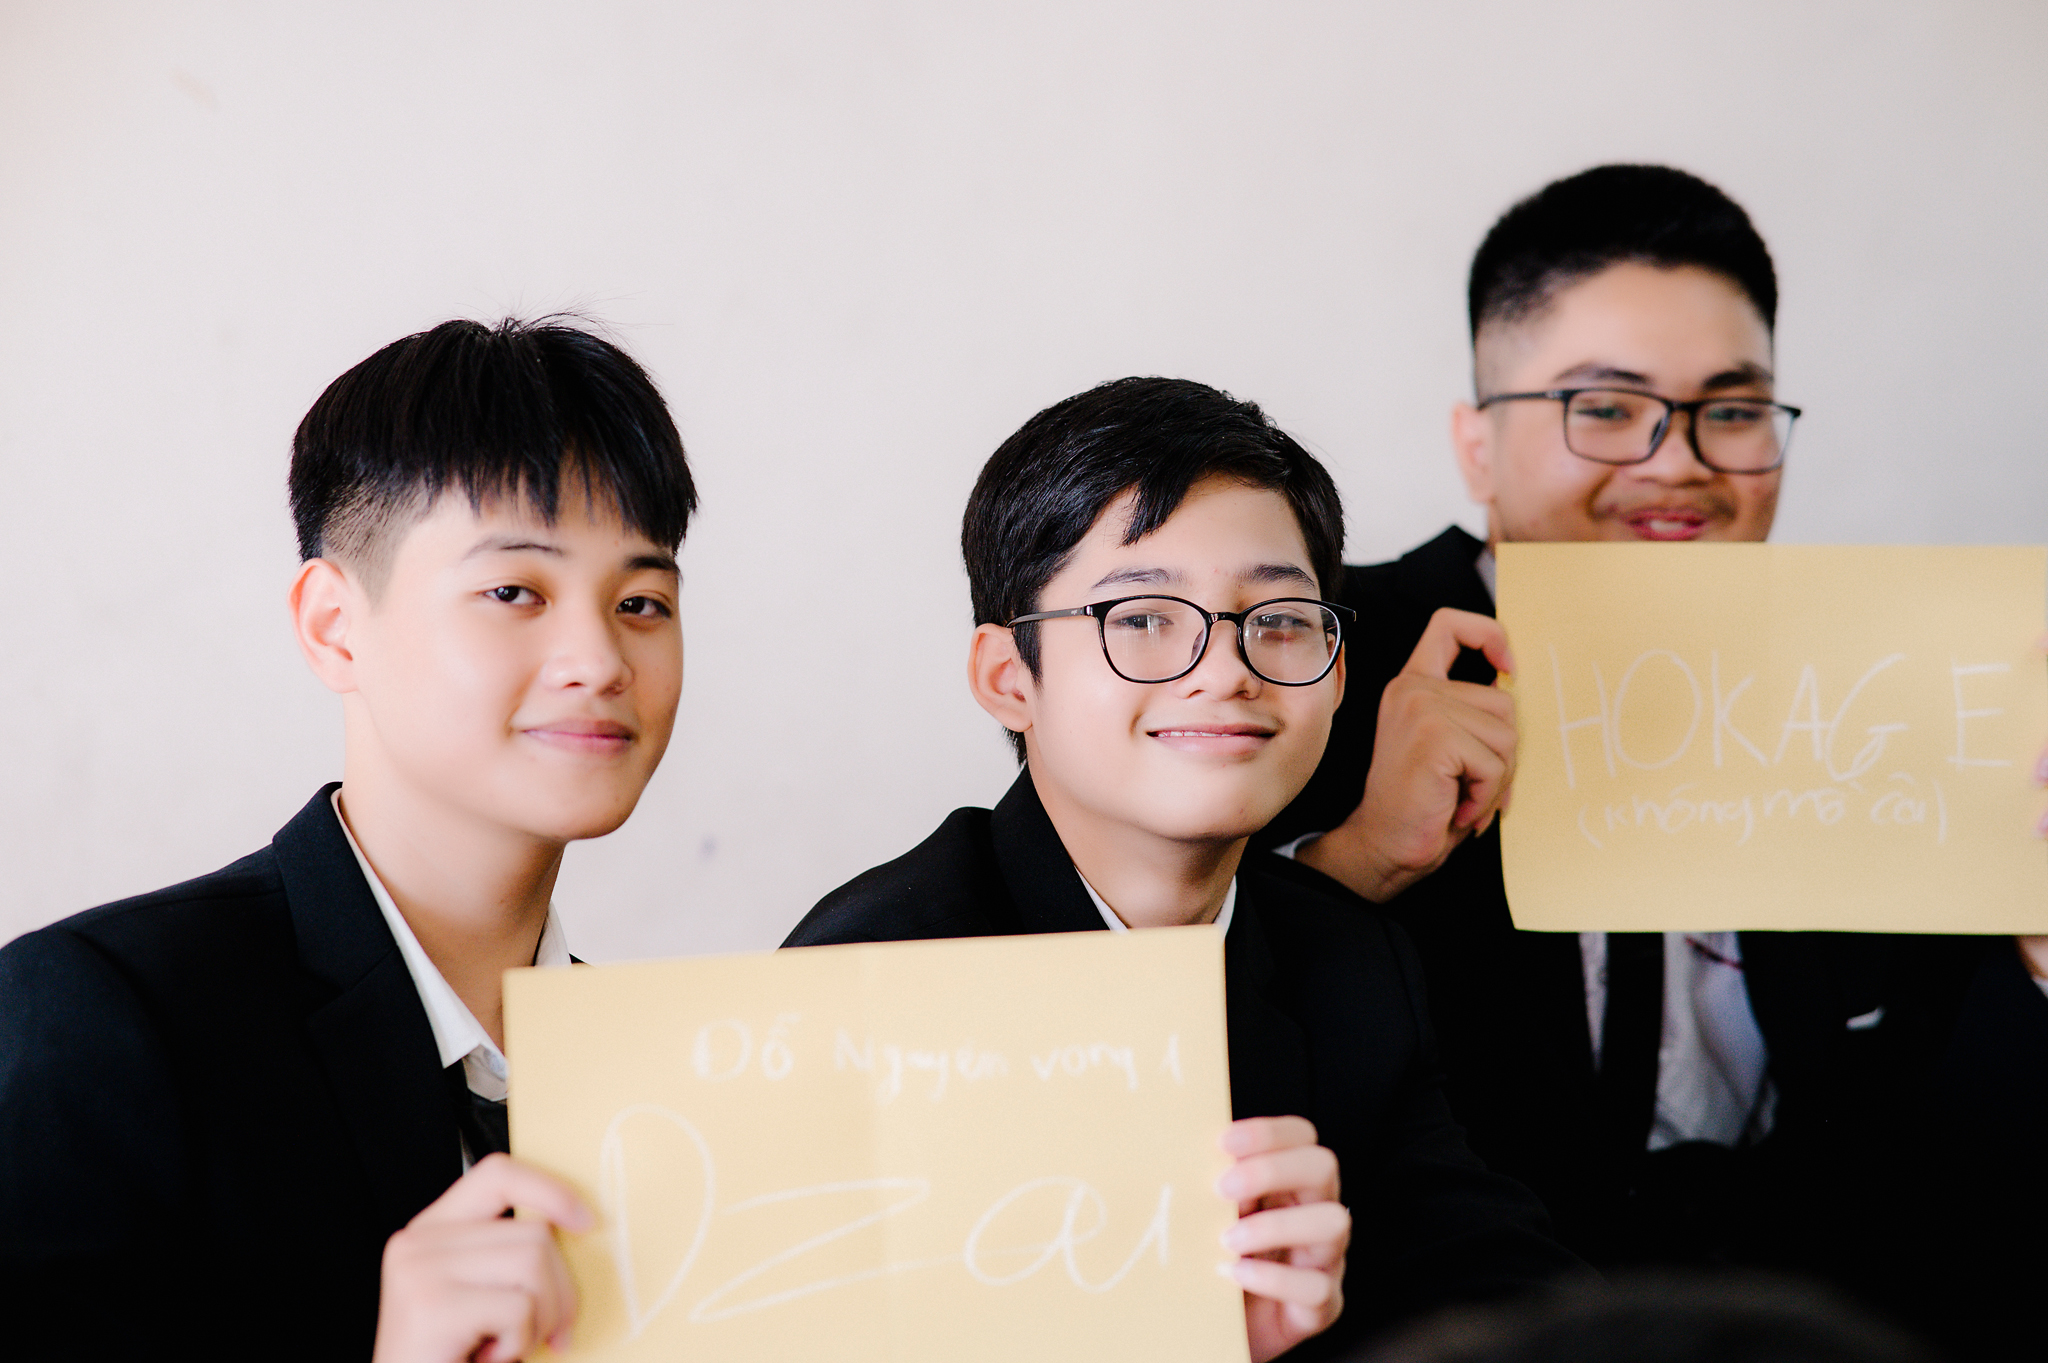 Đỗ Nguyện vọng 1
Dzai
HOKAGE
(không mồ côi)